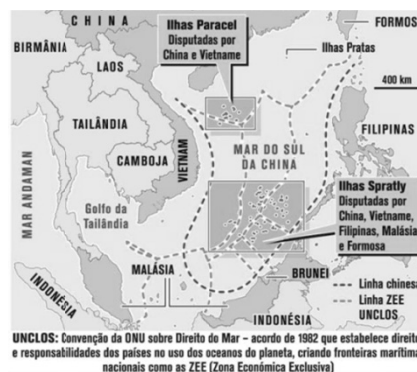 CHINA
Ilhas Paracel
Disputadas por
China e Vietname
FORMOS
BIRMÂNIA
Ilhas Pratas
LAOS
400 km
TAILÂNDIA
VIETNAM
MAR DO SUL
DA CHINA
FILIPINAS
CAMBOJA
MAR ANDAMAN
Golfo da
Tailândia
Ilhas Spratly
Disputadas por
China, Vietname,
Filipinas, Malásia
e Formosa
MALÁSIA
BRUNEI
INDONÉSIA
INDONÉSIA
Linha chinesa
Linha ZEE
UNCLOS
UNCLOS: Convenção da ONU sobre Direito do Mar – acordo de 1982 que estabelece direito
e responsabilidades dos países no uso dos oceanos do planeta, criando fronteiras marítima
nacionais como as ZEE (Zona Económica Exclusiva)